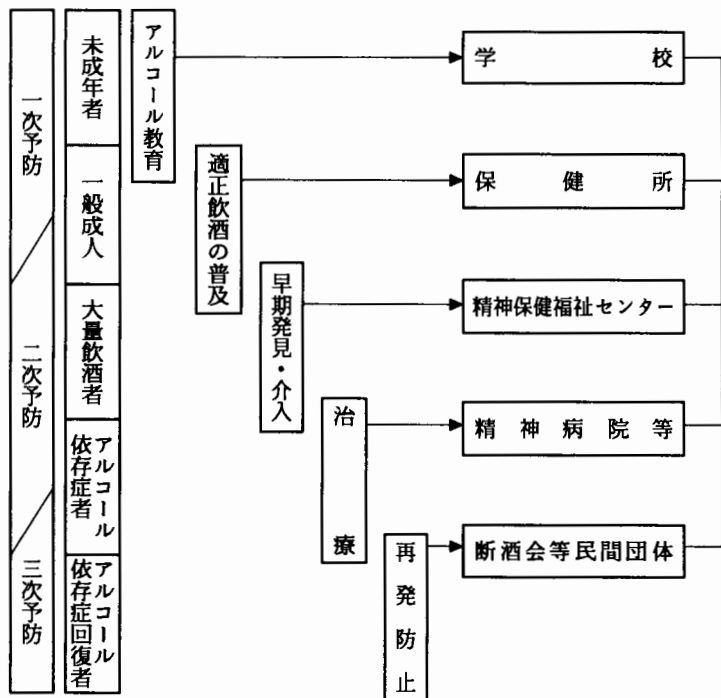 一次予防
二次予防
三次予防
未成年者
一般成人
大量飲酒者
アルコール
依存症者
アルコール
依存症回復者
アルコール教育
適正飲酒の普及
早期発見・介入
治療
再発防止
学校
保健所
精神保健福祉センター
精神病院等
断酒会等民間団体